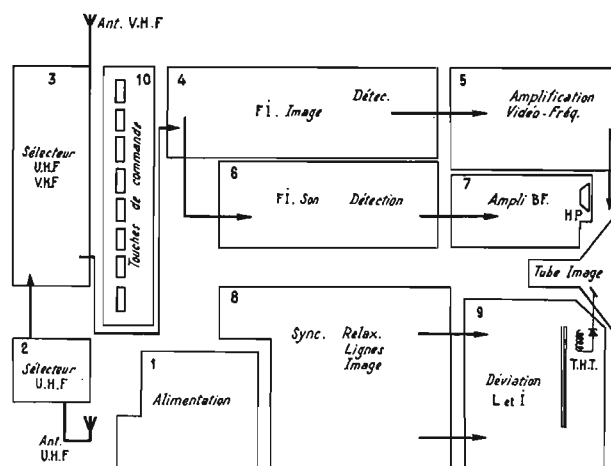 Ant. V.H.F
3
Sélecteur
U.H.F
V.H.F
10
Touches de commande
4
Détec.
Fİ. Image
5
Amplification
Vidéo-Fréq.
6
Fİ. Son Détection
7
Ampli BF.
HP
Tube Image
2
Sélecteur
U.H.F
Ant.
U.H.F
1
Alimentation
8
Sync. Relax.
Lignes
Image
9
Déviation
L et İ
T.H.T.